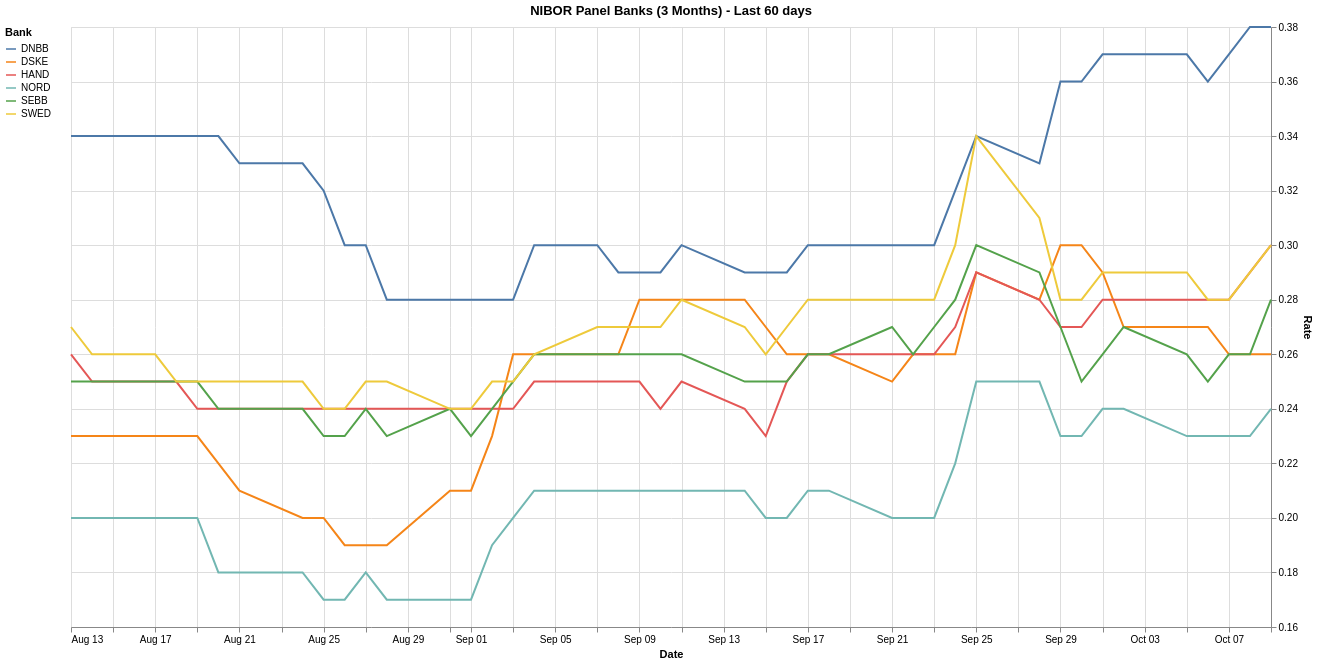 NIBOR Panel Banks (3 Months) - Last 60 days
Bank
DNBB
DSKE
HAND
NORD
SEBB
SWED
0.38
0.36
0.34
0.32
0.30
0.28
0.26
0.24
0.22
0.20
0.18
0.16
Rate
Aug 13 Aug 17 Aug 21 Aug 25 Aug 29 Sep 01 Sep 05 Sep 09 Sep 13 Sep 17 Sep 21 Sep 25 Sep 29 Oct 03 Oct 07
Date